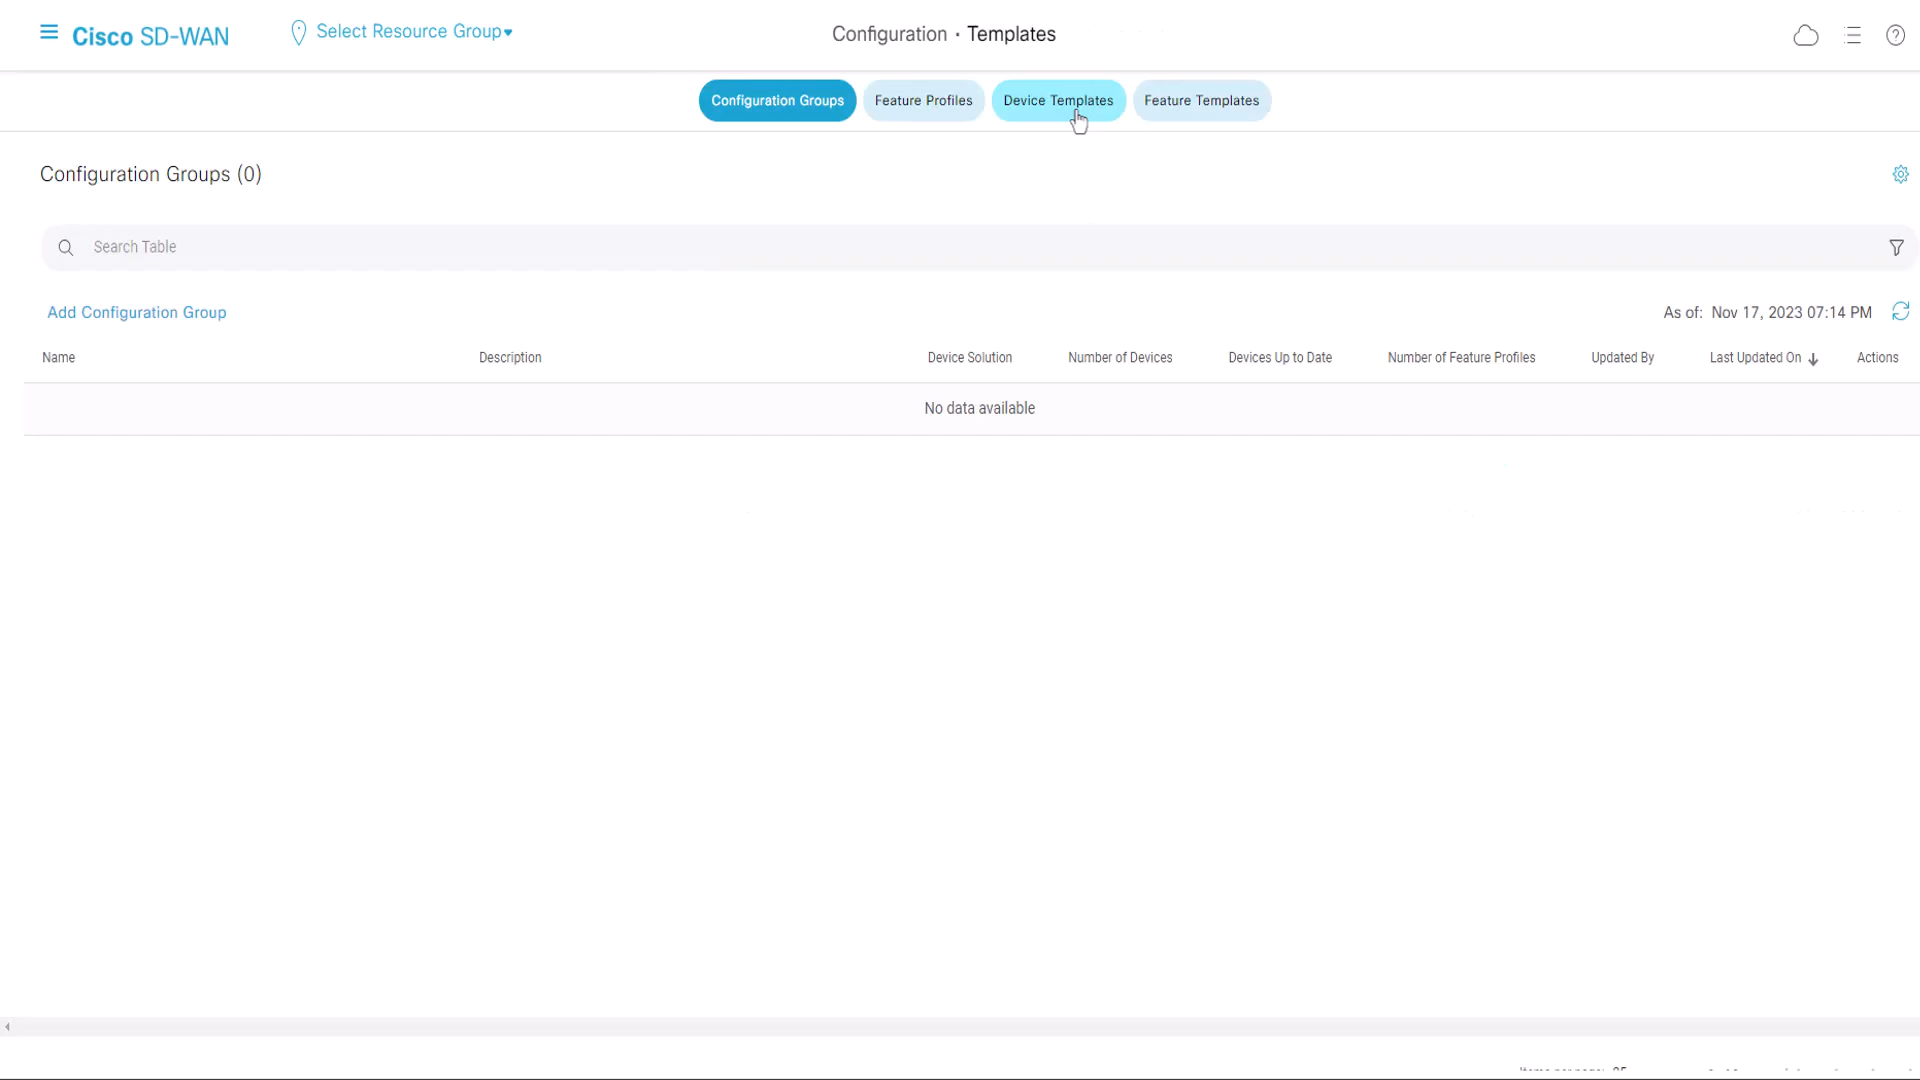 Cisco SD-WAN
Select Resource Group
Configuration · Templates
Configuration Groups
Feature Profiles
Device Templates
Feature Templates
Configuration Groups (0)
Search Table
Add Configuration Group
As of: Nov 17, 2023 07:14 PM
Name Description Device Solution Number of Devices Devices Up to Date Number of Feature Profiles Updated By Last Updated On Actions
No data available